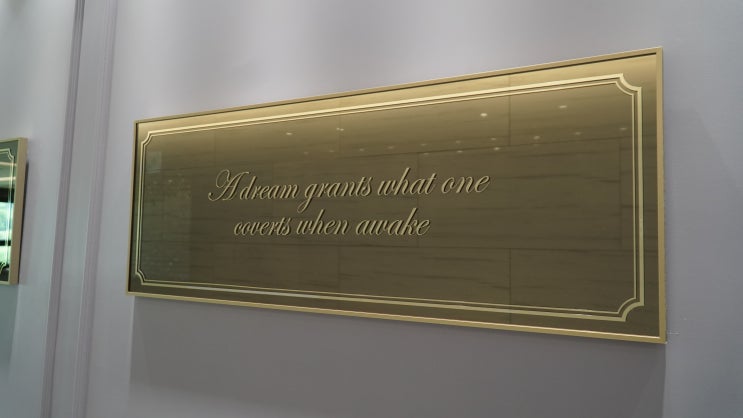 A dream grants what one
coverts when awake